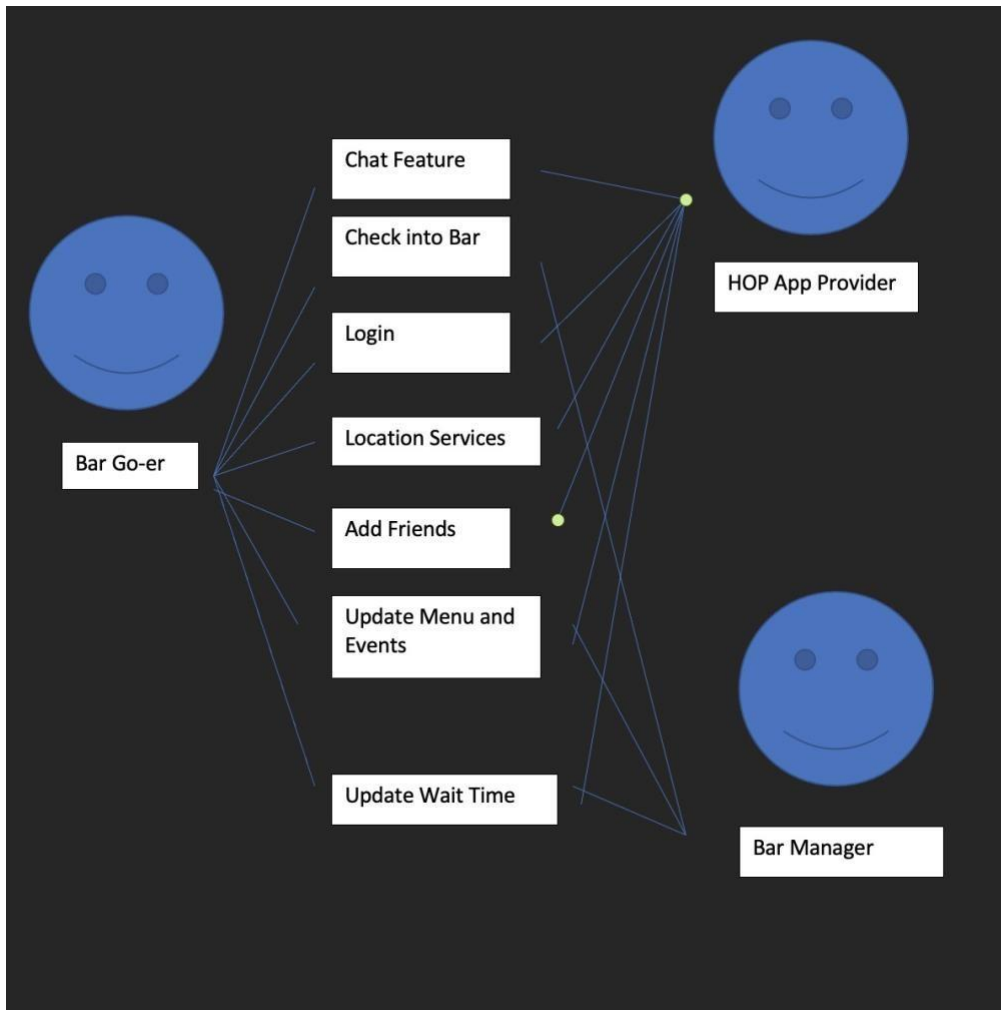 Chat Feature
Check into Bar
HOP App Provider
Login
Location Services
Bar Go-er
Add Friends
Update Menu and
Events
Update Wait Time
Bar Manager